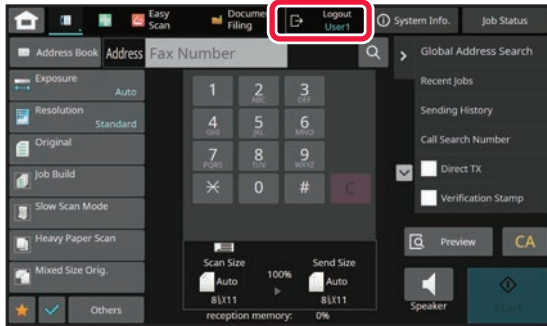 Easy
Scan
Document
Filing
Logout
User1
System Info.
Job Status
Address Book
Address
Fax Number
Global Address Search
Exposure
Auto
Recent Jobs
Resolution
Standard
Sending History
Original
Call Search Number
Job Build
Direct TX
Slow Scan Mode
Verification Stamp
Heavy Paper Scan
Mixed Size Orig.
Others
1
2
ABC
3
DEF
4
GHI
5
JKL
6
MNO
7
PQRS
8
TUV
9
WXYZ
0
#
C
Scan Size
Send Size
Auto
100%
Auto
8½X11
8½X11
reception memory: 0%
Preview
CA
Speaker
Start